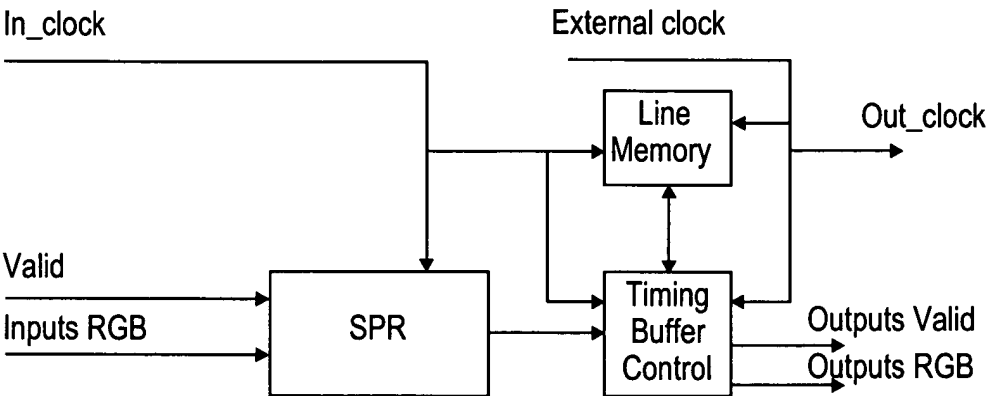 In_clock
External clock
Line
Memory
Out_clock
Valid
Inputs RGB
SPR
Timing
Buffer
Control
Outputs Valid
Outputs RGB